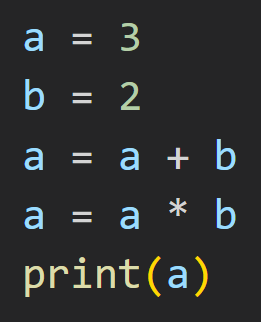 a = 3
b = 2
a = a + b
a = a * b
print(a)